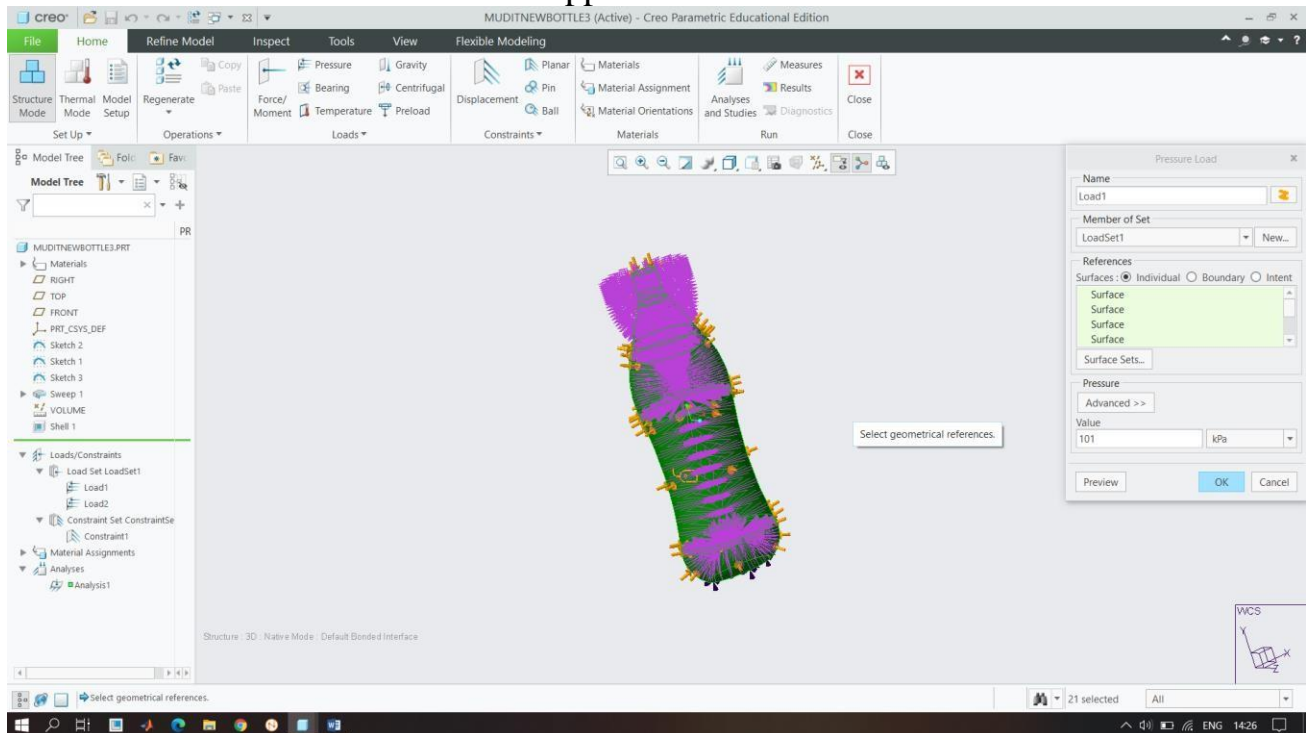 creo°
MUDITNEWBOTTLE3 (Active) - Creo Parametric Educational Edition
File Home Refine Model Inspect Tools View Flexible Modeling
Structure Mode
Thermal Mode
Model Setup
Set Up
Regenerate
Copy
Paste
Operations
Force/ Moment
Pressure
Bearing
Temperature
Gravity
Centrifugal
Preload
Loads
Displacement
Planar
Pin
Ball
Constraints
Materials
Material Assignment
Material Orientations
Materials
Analyses and Studies
Measures
Results
Diagnostics
Run
Close
Close
Model Tree Fold Favo
Model Tree
PR
MUDITNEWBOTTLE3.PRT
Materials
RIGHT
TOP
FRONT
PRT_CSYS_DEF
Sketch 2
Sketch 1
Sketch 3
Sweep 1
VOLUME
Shell 1
Loads/Constraints
Load Set LoadSet1
Load1
Load2
Constraint Set ConstraintSe
Constraint1
Material Assignments
Analyses
Analysis1
Select geometrical references.
Structure : 3D : Native Mode : Default Bonded Interface
Pressure Load
Name
Load1
Member of Set
LoadSet1 New...
References
Surfaces : Individual Boundary Intent
Surface
Surface
Surface
Surface
Surface Sets...
Pressure
Advanced >>
Value
101 kPa
Preview OK Cancel
WCS
Y
X
Z
Select geometrical references.
21 selected All
ENG 14:26